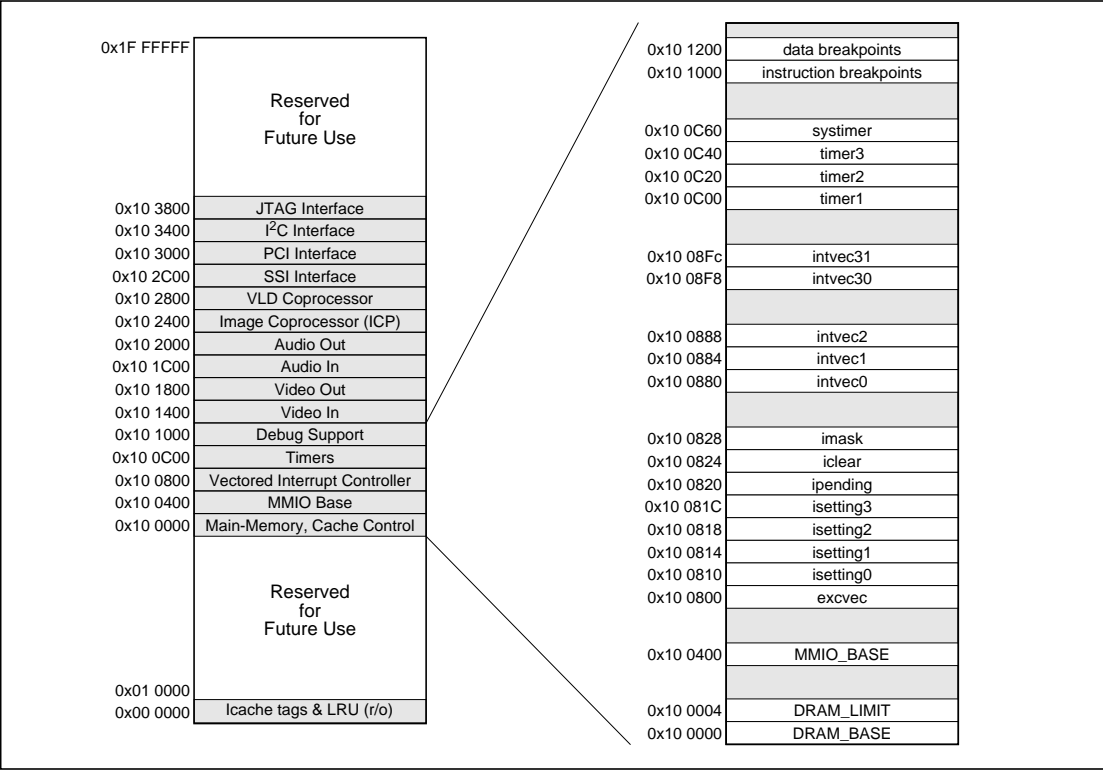 0x1F FFFFF
Reserved
for
Future Use
0x10 3800 JTAG Interface
0x10 3400 I2C Interface
0x10 3000 PCI Interface
0x10 2C00 SSI Interface
0x10 2800 VLD Coprocessor
0x10 2400 Image Coprocessor (ICP)
0x10 2000 Audio Out
0x10 1C00 Audio In
0x10 1800 Video Out
0x10 1400 Video In
0x10 1000 Debug Support
0x10 0C00 Timers
0x10 0800 Vectored Interrupt Controller
0x10 0400 MMIO Base
0x10 0000 Main-Memory, Cache Control
Reserved
for
Future Use
0x01 0000
0x00 0000 Icache tags & LRU (r/o)
0x10 1200 data breakpoints
0x10 1000 instruction breakpoints
0x10 0C60 systimer
0x10 0C40 timer3
0x10 0C20 timer2
0x10 0C00 timer1
0x10 08Fc intvec31
0x10 08F8 intvec30
0x10 0888 intvec2
0x10 0884 intvec1
0x10 0880 intvec0
0x10 0828 imask
0x10 0824 iclear
0x10 0820 ipending
0x10 081C isetting3
0x10 0818 isetting2
0x10 0814 isetting1
0x10 0810 isetting0
0x10 0800 excvec
0x10 0400 MMIO_BASE
0x10 0004 DRAM_LIMIT
0x10 0000 DRAM_BASE